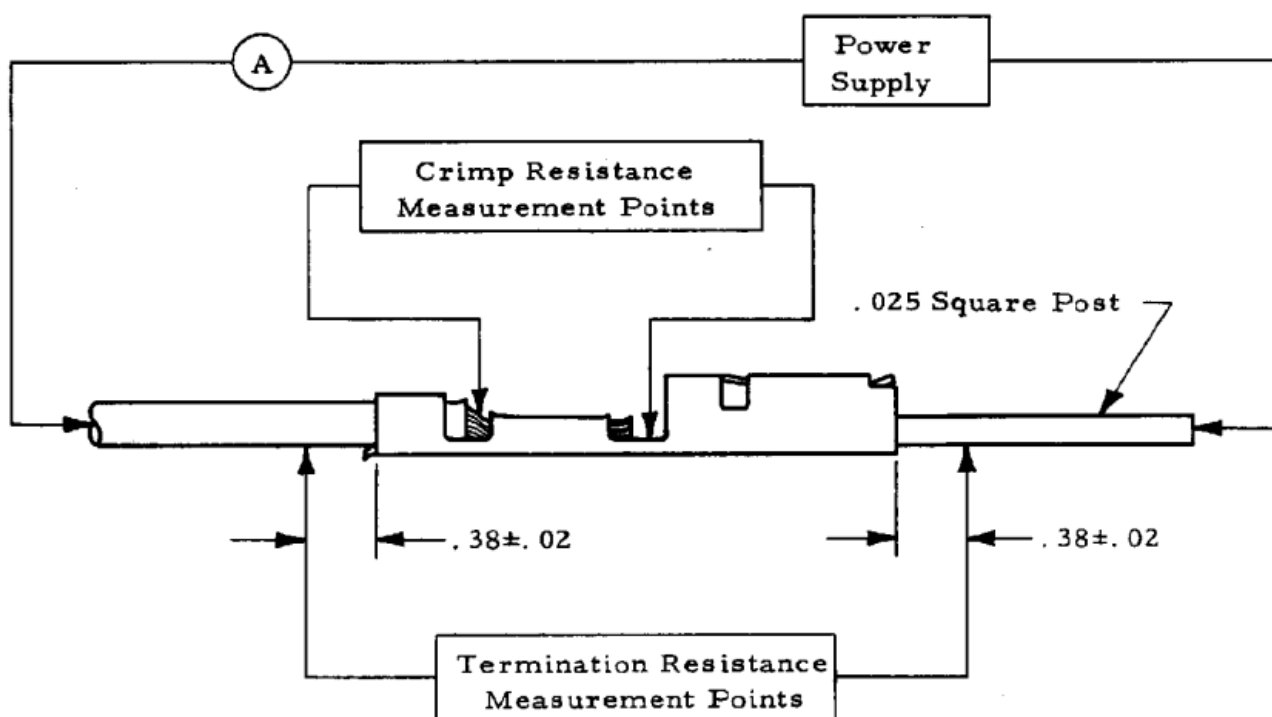 A
Power
Supply
Crimp Resistance
Measurement Points
.025 Square Post
.38±.02
.38±.02
Termination Resistance
Measurement Points